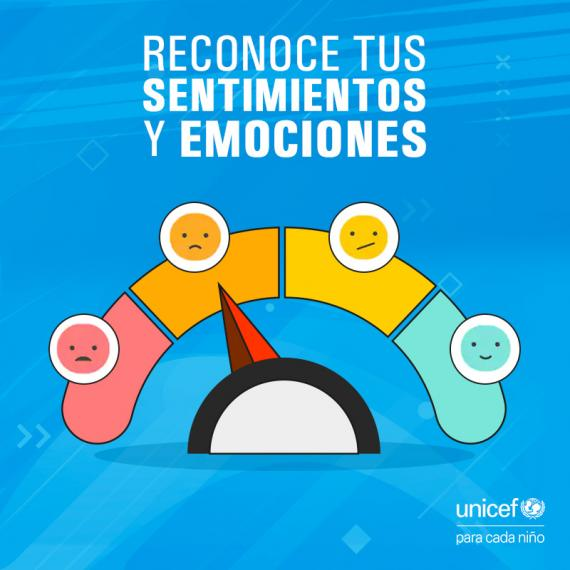 RECONOCE TUS
SENTIMIENTOS
Y EMOCIONES
unicef
para cada niño